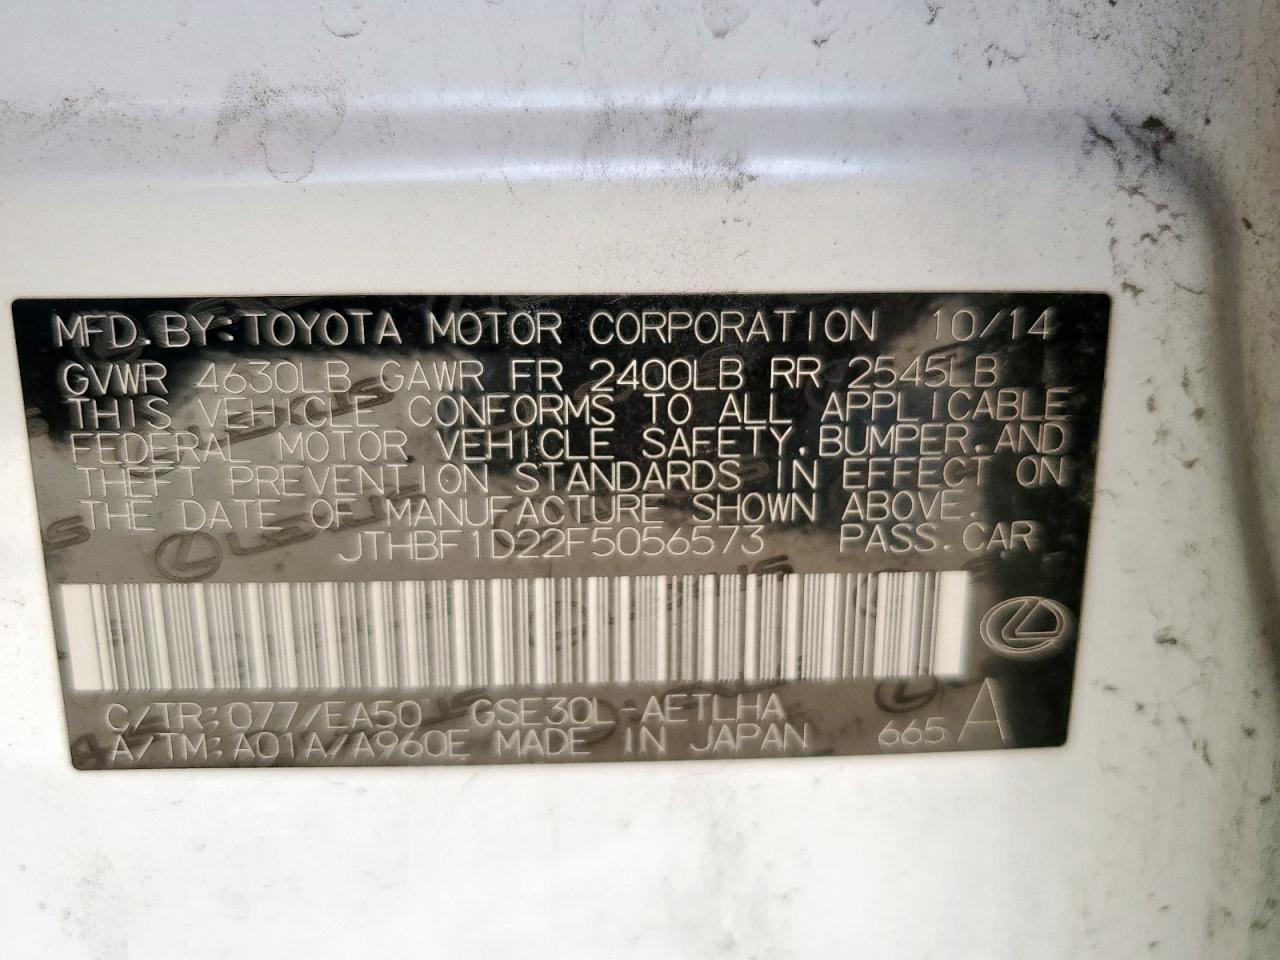 MFD.BY:TOYOTA MOTOR CORPORATION 10/14
GVWR 4630LB GAWR FR 2400LB RR 2545LB
THIS VEHICLE CONFORMS TO ALL APPLICABLE
FEDERAL MOTOR VEHICLE SAFETY,BUMPER,AND
THEFT PREVENTION STANDARDS IN EFFECT ON
THE DATE OF MANUFACTURE SHOWN ABOVE.
JTHBF1D22F5056573 PASS.CAR
C/TR:077/EA50 GSE30L-AETLHA
A/TM:A01A/A960E MADE IN JAPAN 665 A